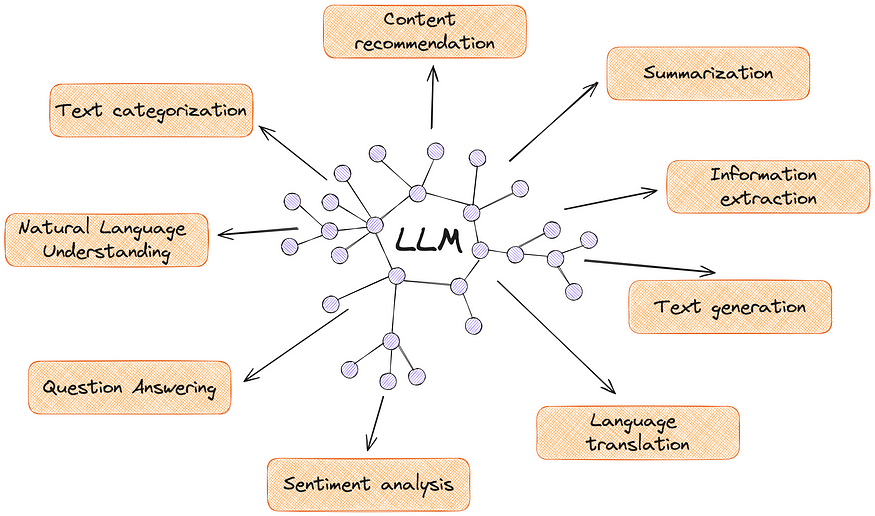 Content
recommendation
Summarization
Text categorization
Information
extraction
Natural Language
Understanding
LLM
Text generation
Question Answering
Language
translation
Sentiment analysis